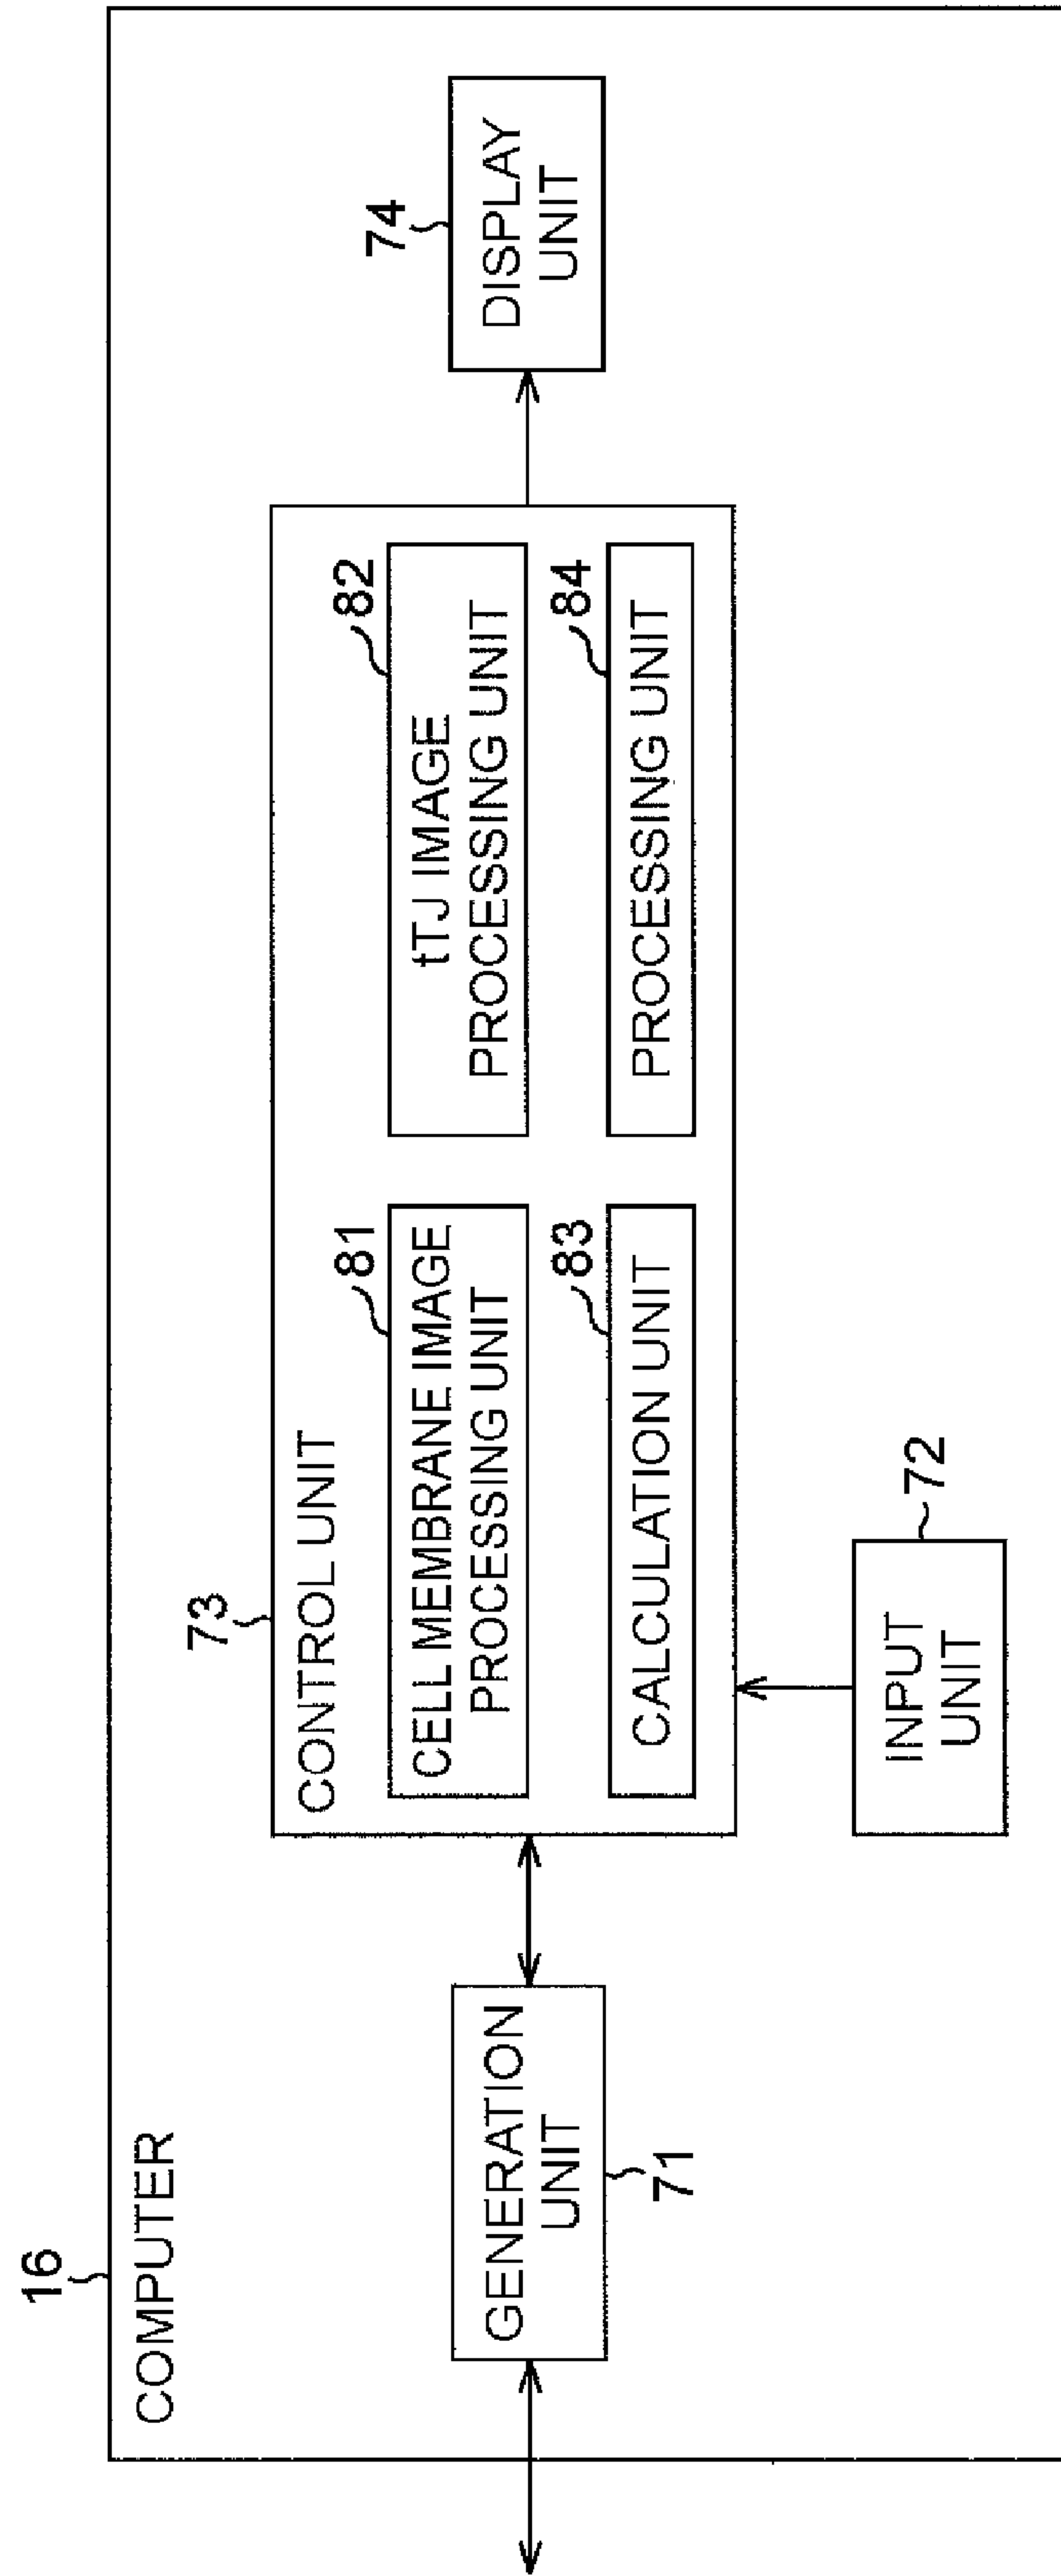 16
COMPUTER
73
CONTROL UNIT
81
CELL MEMBRANE IMAGE
PROCESSING UNIT
82
tTJ IMAGE
PROCESSING UNIT
83
CALCULATION UNIT
84
PROCESSING UNIT
GENERATION
UNIT
71
74
DISPLAY
UNIT
72
INPUT
UNIT